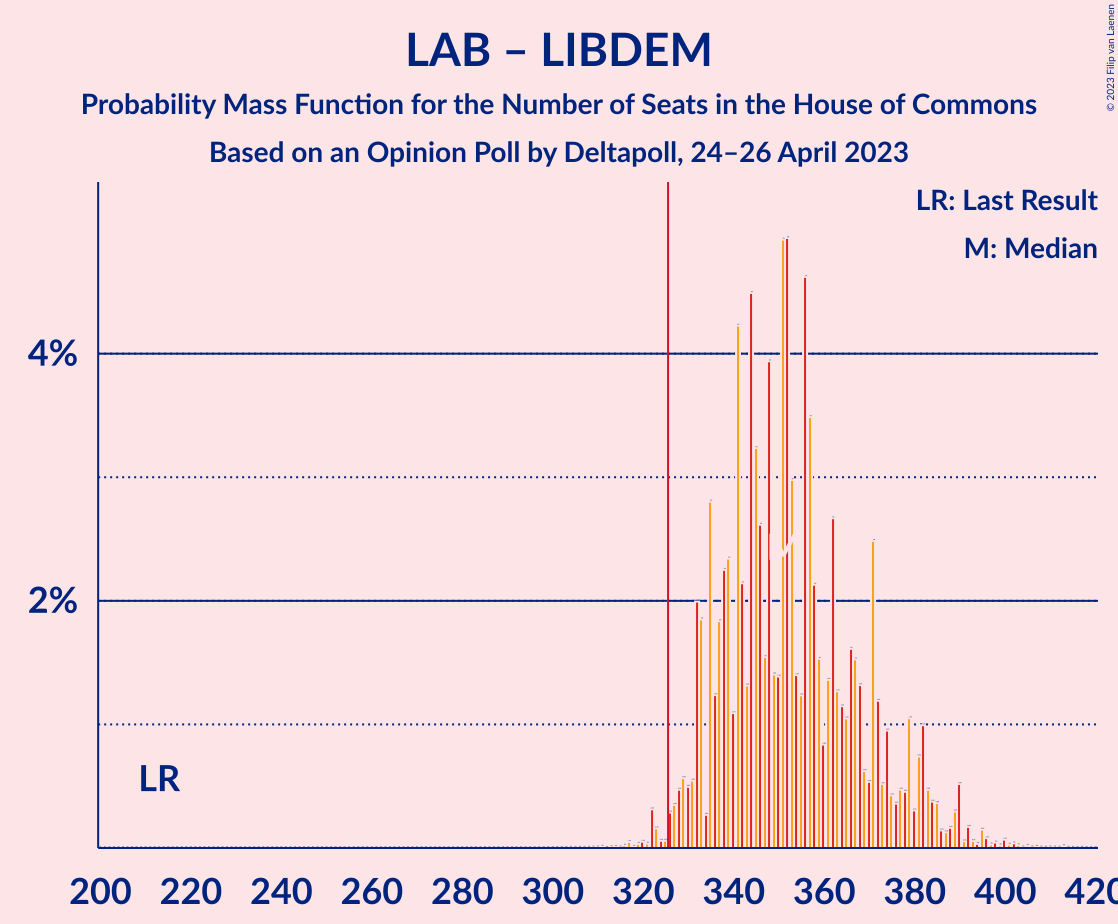 LAB – LIBDEM
Probability Mass Function for the Number of Seats in the House of Commons
Based on an Opinion Poll by Deltapoll, 24–26 April 2023
© 2023 Filip van Laenen
LR: Last Result
M: Median
4%
2%
LR
200 220 240 260 280 300 320 340 360 380 400 420